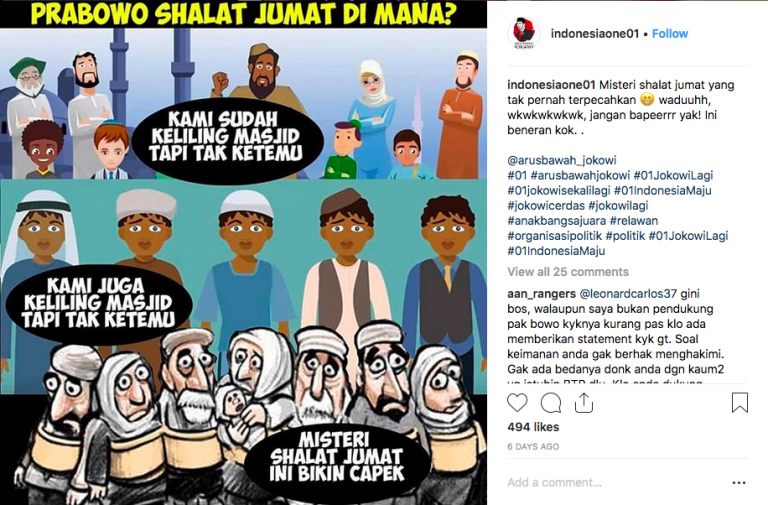 PRABOWO SHALAT JUMAT DI MANA?
KAMI SUDAH
KELILING MASJID
TAPI TAK KETEMU
KAMI JUGA
KELILING MASJID
TAPI TAK KETEMU
MISTERI
SHALAT JUMAT
INI BIKIN CAPEK
indonesiaone01 • Follow
indonesiaone01 Misteri shalat jumat yang
tak pernah terpecahkan 😁 waduuhh,
wkwkwkwkwk, jangan bapeerrr yak! Ini
beneran kok. .
@arusbawah_jokowi
#01 #arusbawahjokowi #01JokowiLagi
#01jokowisekalilagi #01IndonesiaMaju
#jokowicerdas #jokowilagi
#anakbangsajuara #relawan
#organisasipolitik #politik #01JokowiLagi
#01IndonesiaMaju
View all 25 comments
aan_rangers @leonardcarlos37 gini
bos, walaupun saya bukan pendukung
pak bowo kyknya kurang pas klo ada
memberikan statement kyk gt. Soal
keimanan anda gak berhak menghakimi.
Gak ada bedanya donk anda dgn kaum2
494 likes
6 DAYS AGO
Add a comment...